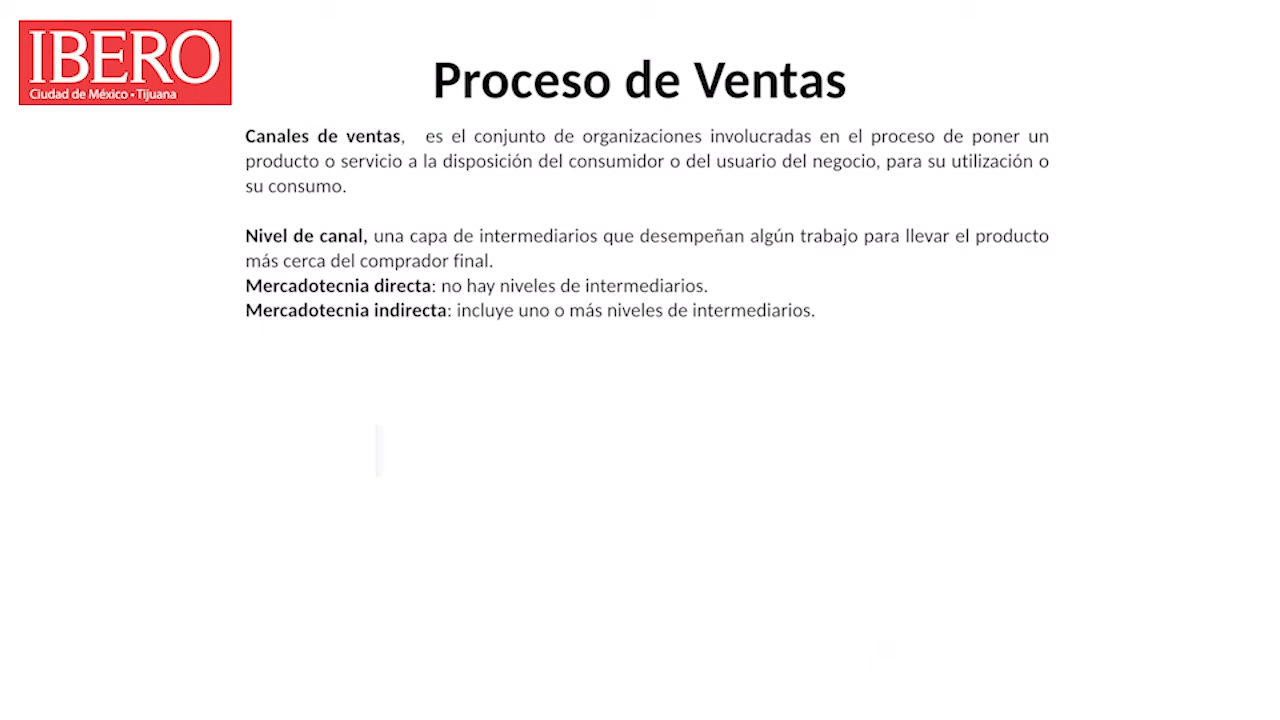 IBERO
Ciudad de México • Tijuana
Proceso de Ventas
Canales de ventas, es el conjunto de organizaciones involucradas en el proceso de poner un
producto o servicio a la disposición del consumidor o del usuario del negocio, para su utilización o
su consumo.
Nivel de canal, una capa de intermediarios que desempeñan algún trabajo para llevar el producto
más cerca del comprador final.
Mercadotecnia directa: no hay niveles de intermediarios.
Mercadotecnia indirecta: incluye uno o más niveles de intermediarios.